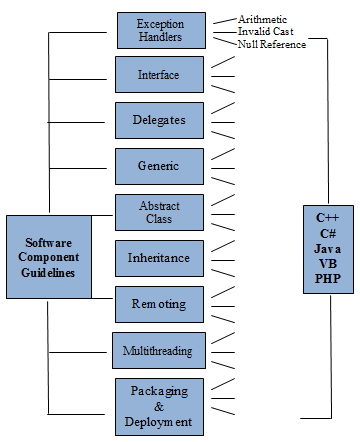 Exception
Handlers
Arithmetic
Invalid Cast
Null Reference
Interface
Delegates
Generic
Abstract
Class
Software
Component
Guidelines
C++
C#
Java
VB
PHP
Inheritance
Remoting
Multithreading
Packaging
&
Deployment